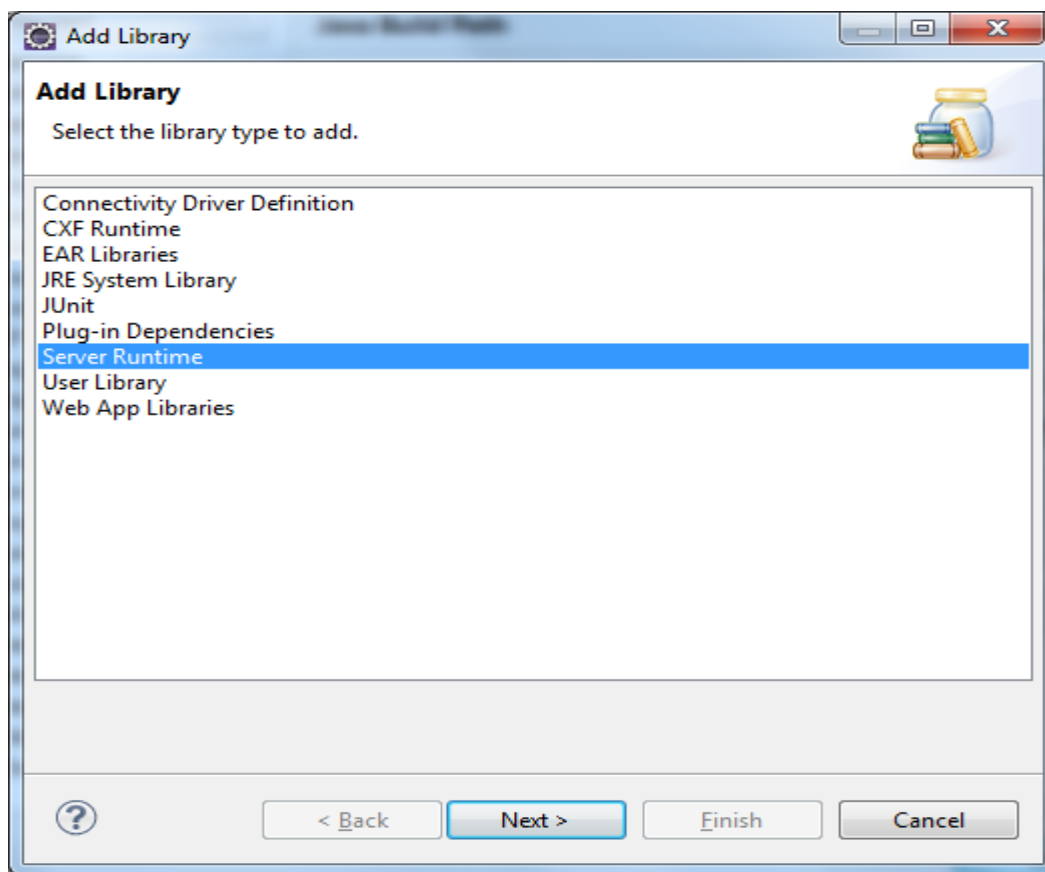 Add Library
Add Library
Select the library type to add.
Connectivity Driver Definition
CXF Runtime
EAR Libraries
JRE System Library
JUnit
Plug-in Dependencies
Server Runtime
User Library
Web App Libraries
? < Back Next > Finish Cancel